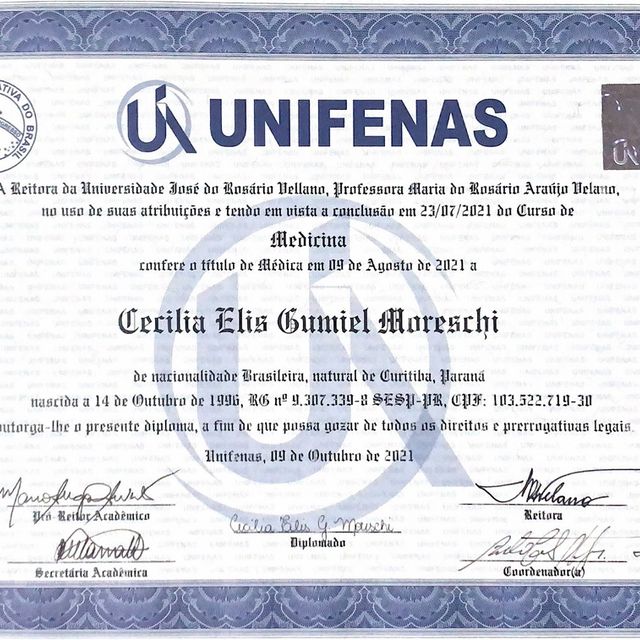 UNIFENAS
A Reitora da Universidade José do Rosário Vellano, Professora Maria do Rosário Araújo Velano,
no uso de suas atribuições e tendo em vista a conclusão em 23/07/2021 do Curso de
Medicina
confere o título de Médica em 09 de Agosto de 2021 a
Cecilia Elis Gumiel Moreschi
de nacionalidade Brasileira, natural de Curitiba, Paraná
nascida a 14 de Outubro de 1996, RG nº 9.307.339-8 SESP-PR, CPF: 103.522.719-30
outorga-lhe o presente diploma, a fim de que possa gozar de todos os direitos e prerrogativas legais.
Unifenas, 09 de Outubro de 2021
Pró-Reitor Acadêmico
Reitora
Cecilia Elis G Moreschi
Diplomado
Secretária Acadêmica
Coordenador(a)